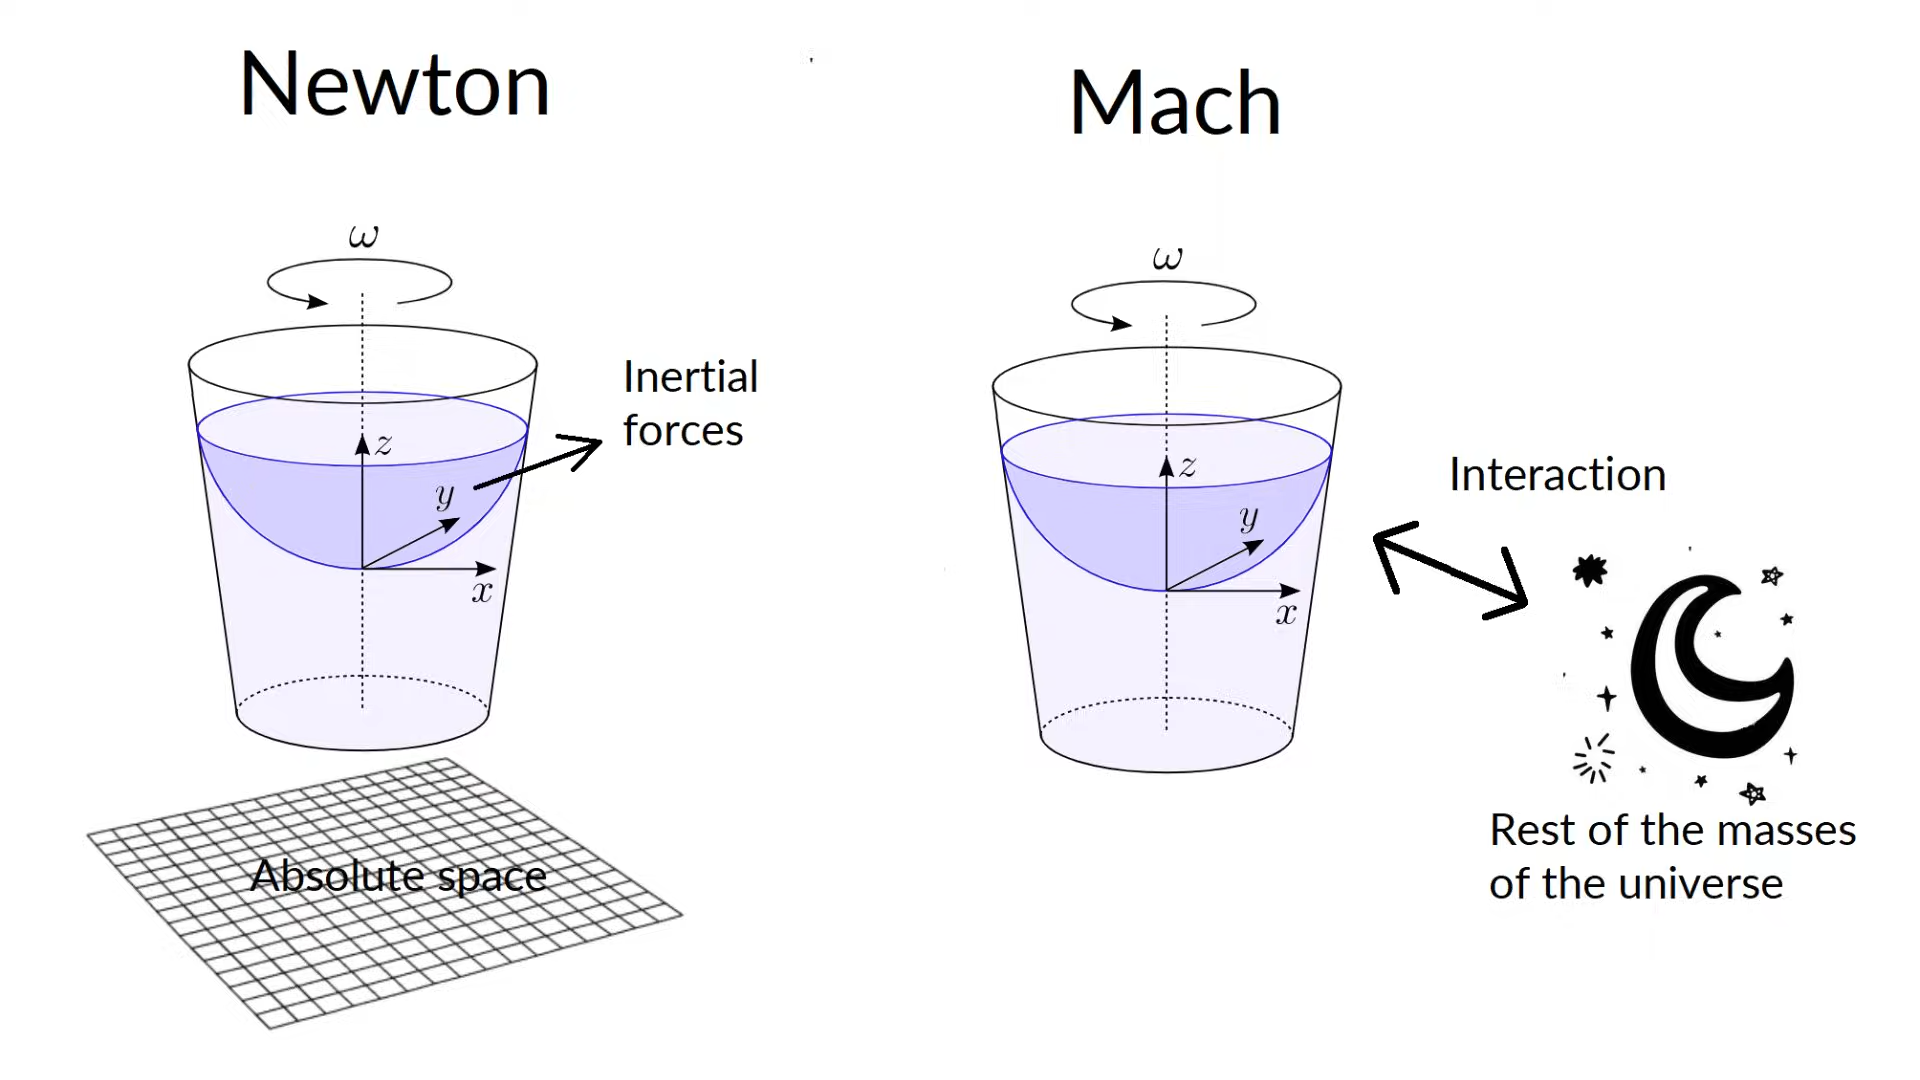 Newton
ω
z
y
x
Inertial
forces
Absolute space
Mach
ω
z
y
x
Interaction
Rest of the masses
of the universe